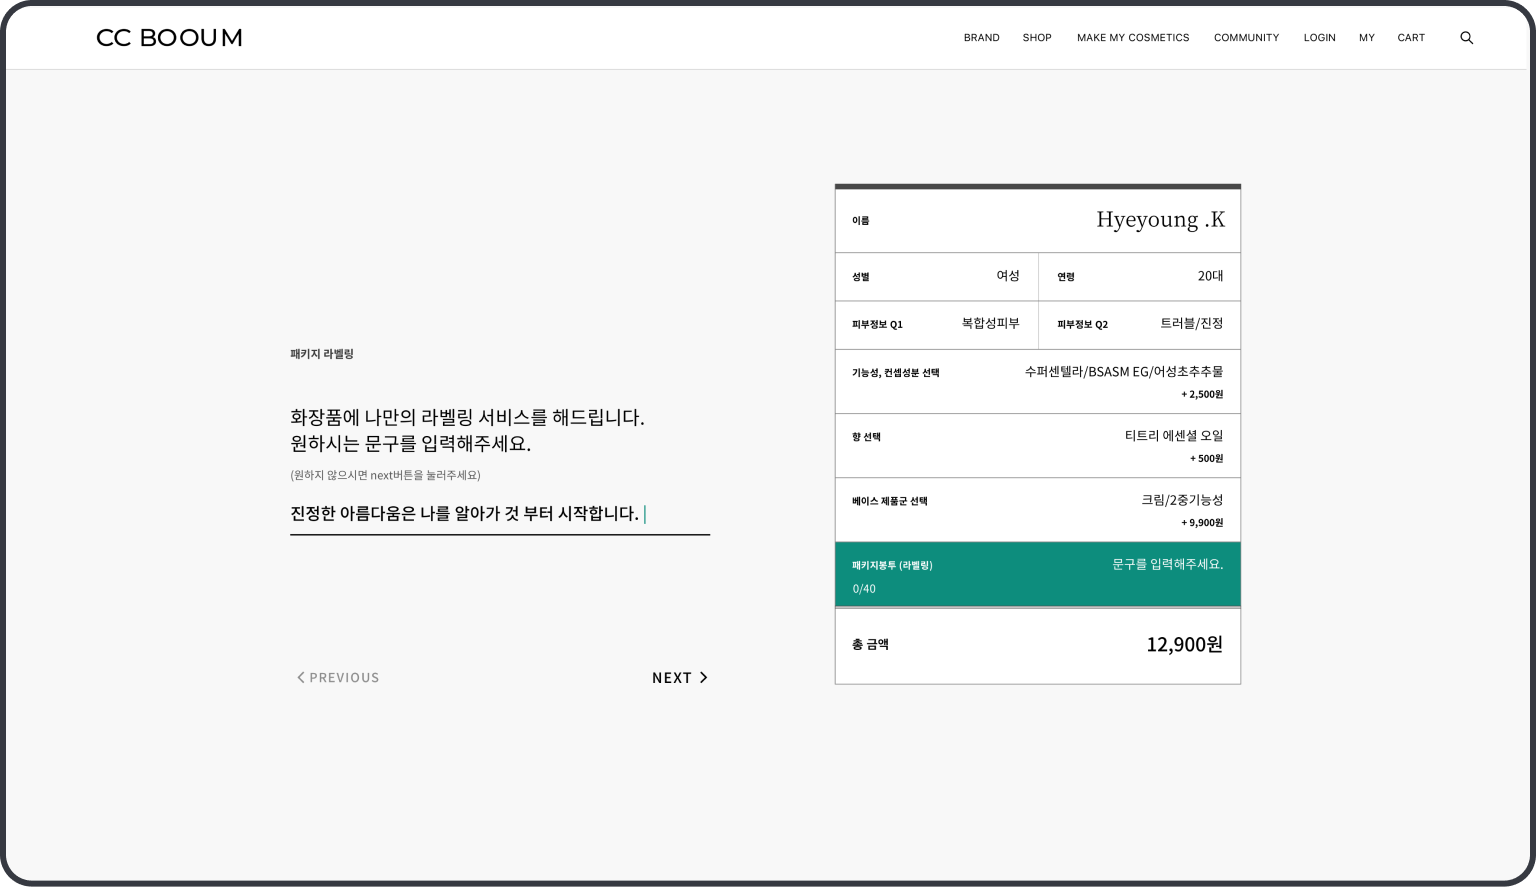 CC BOOUM
BRAND SHOP MAKE MY COSMETICS COMMUNITY LOGIN MY CART
패키지 라벨링
화장품에 나만의 라벨링 서비스를 해드립니다.
원하시는 문구를 입력해주세요.
(원하지 않으시면 next버튼을 눌러주세요)
진정한 아름다움은 나를 알아가 것 부터 시작합니다.
PREVIOUS
NEXT
이름 Hyeyoung .K
성별 여성 연령 20대
피부정보 Q1 복합성피부 피부정보 Q2 트러블/진정
기능성, 컨셉성분 선택 수퍼센텔라/BSASM EG/어성초추추물
+ 2,500원
향 선택 티트리 에센셜 오일
+ 500원
베이스 제품군 선택 크림/2중기능성
+ 9,900원
패키지봉투 (라벨링) 문구를 입력해주세요.
0/40
총 금액 12,900원